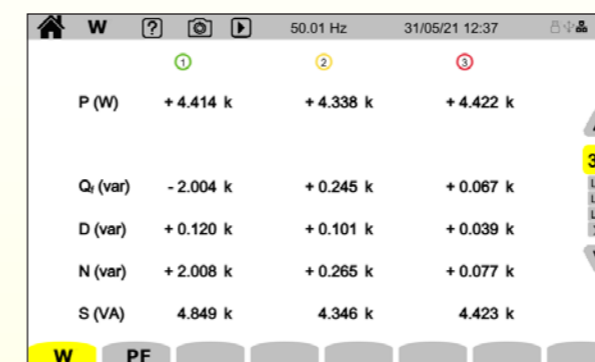 W ? 50.01 Hz 31/05/21 12:37
1 2 3
P (W) + 4.414 k + 4.338 k + 4.422 k
3
Qf (var) - 2.004 k + 0.245 k + 0.067 k
D (var) + 0.120 k + 0.101 k + 0.039 k
N (var) + 2.008 k + 0.265 k + 0.077 k
S (VA) 4.849 k 4.346 k 4.423 k
W PF